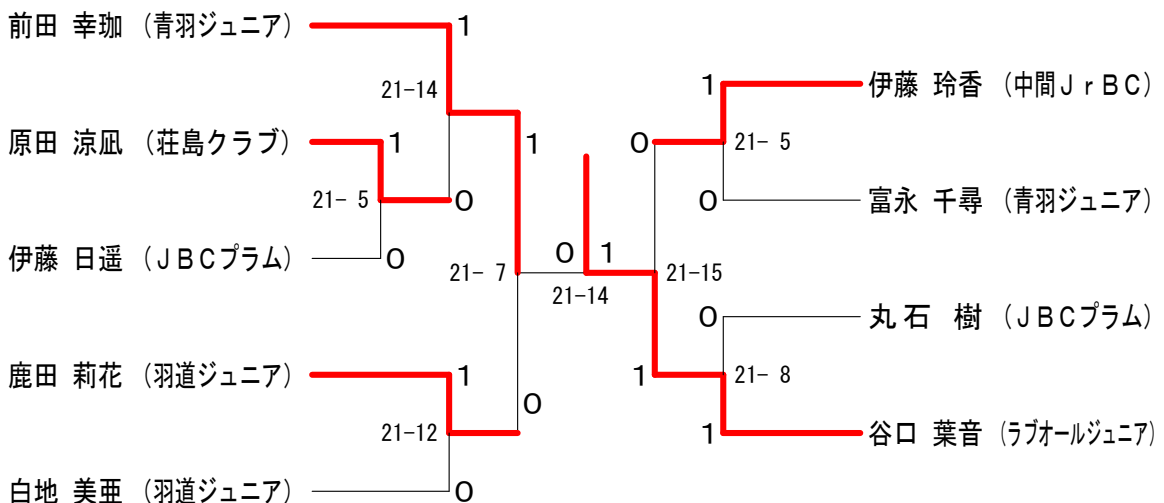 前田 幸珈 (青羽ジュニア)
1
21-14
原田 涼凪 (荘島クラブ)
1
1
21- 5
0
伊藤 日遥 (JBCプラム)
0
21- 7
0
1
21-14
鹿田 莉花 (羽道ジュニア)
1
0
21-12
白地 美亜 (羽道ジュニア)
0
1
伊藤 玲香 (中間JrBC)
0
21- 5
0
富永 千尋 (青羽ジュニア)
21-15
0
丸石 樹 (JBCプラム)
1
21- 8
1
谷口 葉音 (ラブオールジュニア)